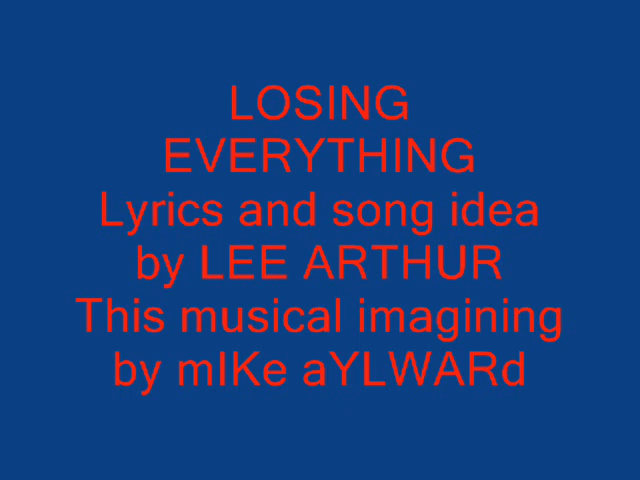 LOSING
EVERYTHING
Lyrics and song idea
by LEE ARTHUR
This musical imagining
by mIKe aYLWARd